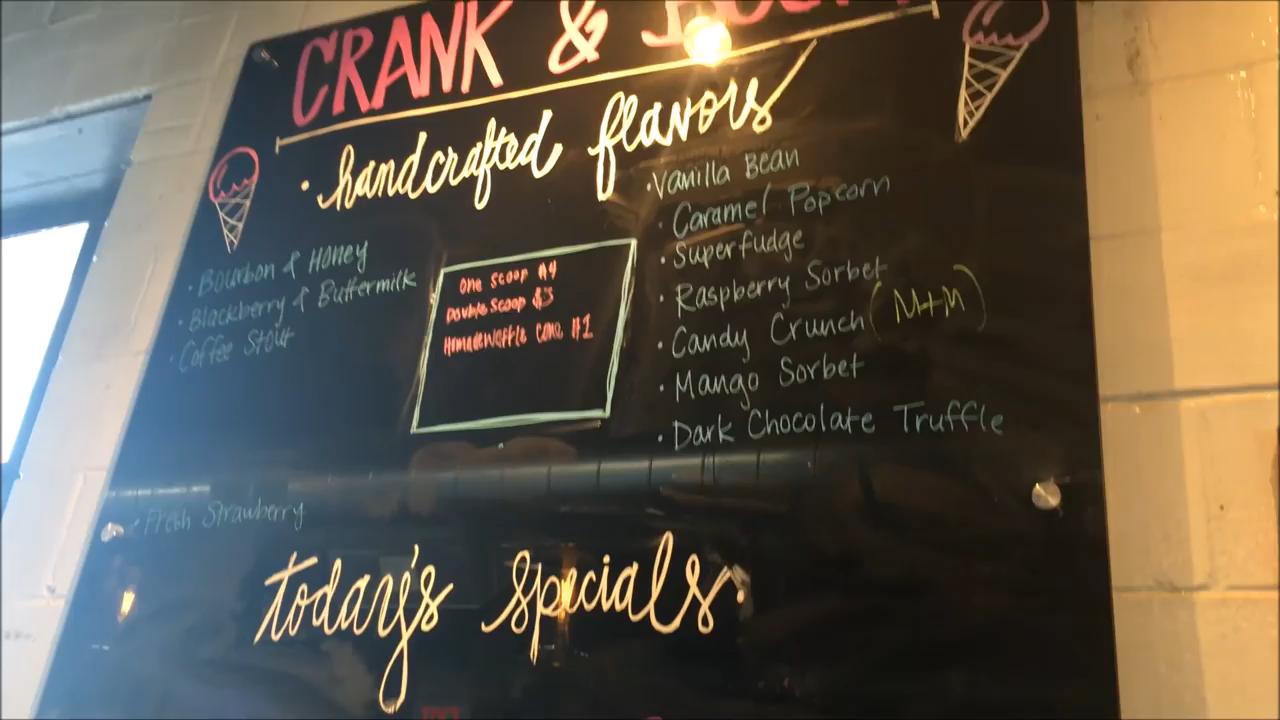 CRANK &
handcrafted flavors
• Bourbon & Honey
• Blackberry & Buttermilk
• Coffee Stout
• Fresh Strawberry
One Scoop $4
Double Scoop $5
Homade Waffle Cone $1
• Vanilla Bean
• Caramel Popcorn
• Superfudge
• Raspberry Sorbet
• Candy Crunch (M+M)
• Mango Sorbet
• Dark Chocolate Truffle
today's specials